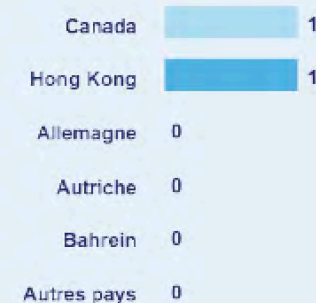 Canada 1
Hong Kong 1
Allemagne 0
Autriche 0
Bahrein 0
Autres pays 0